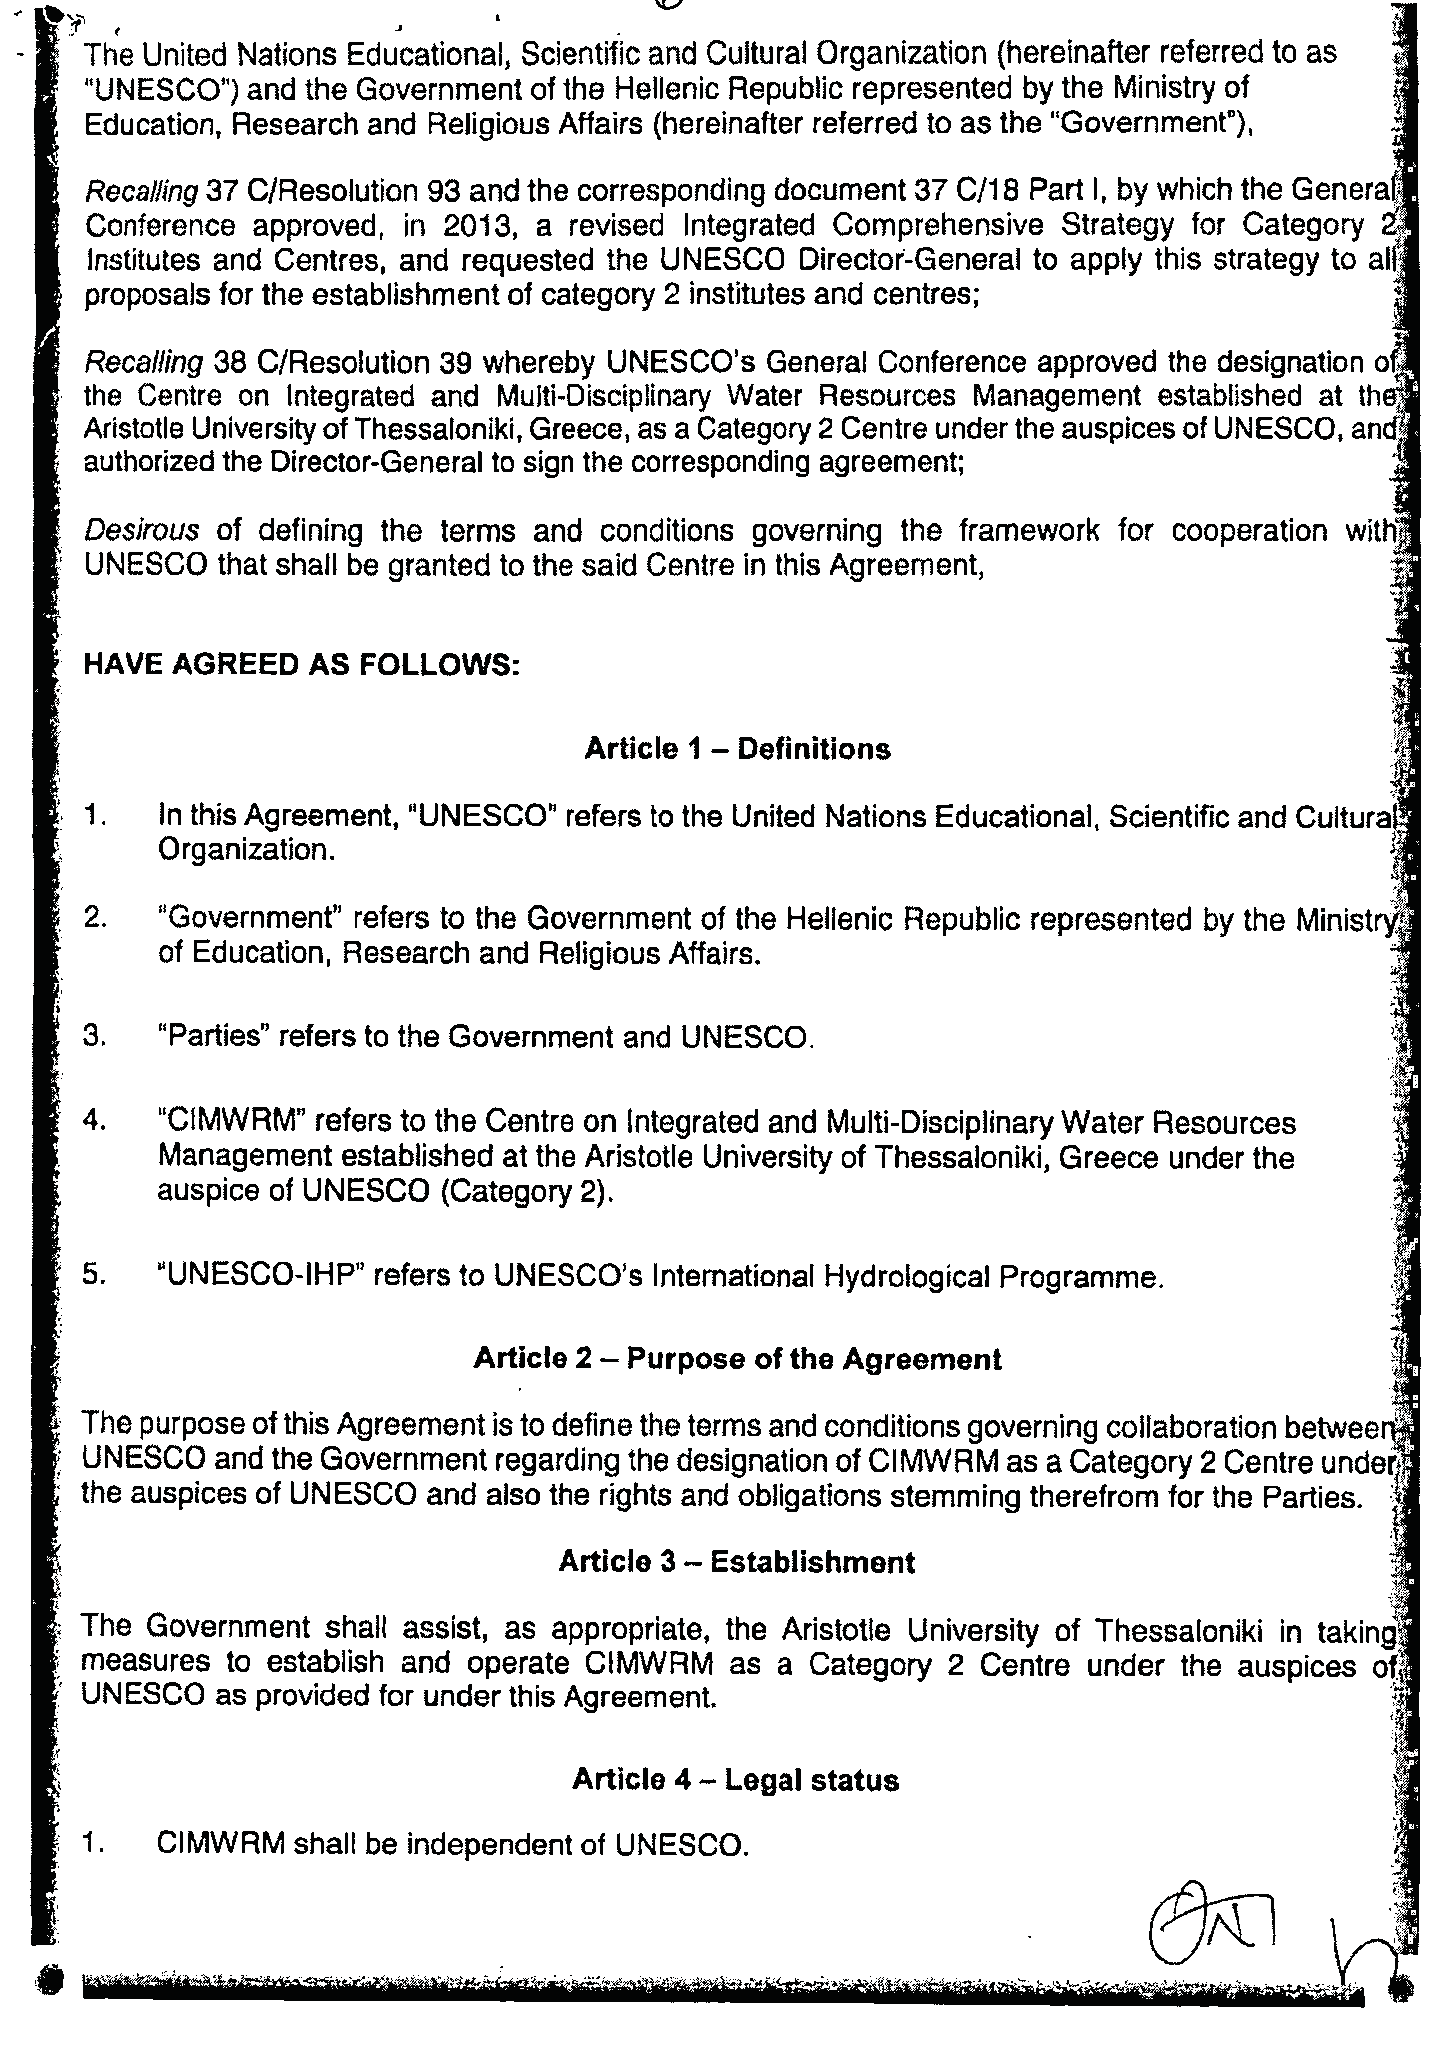 The United Nations Educational, Scientific and Cultural Organization (hereinafter referred to as
“UNESCO”) and the Government of the Hellenic Republic represented by the Ministry of
Education, Research and Religious Affairs (hereinafter referred to as the “Government”),
Recalling 37 C/Resolution 93 and the corresponding document 37 C/18 Part I, by which the General
Conference approved, in 2013, a revised Integrated Comprehensive Strategy for Category 2
Institutes and Centres, and requested the UNESCO Director-General to apply this strategy to all
proposals for the establishment of category 2 institutes and centres;
Recalling 38 C/Resolution 39 whereby UNESCO's General Conference approved the designation of
the Centre on Integrated and Multi-Disciplinary Water Resources Management established at the
Aristotle University of Thessaloniki, Greece, as a Category 2 Centre under the auspices of UNESCO, and
authorized the Director-General to sign the corresponding agreement;
Desirous of defining the terms and conditions governing the framework for cooperation with
UNESCO that shall be granted to the said Centre in this Agreement,
HAVE AGREED AS FOLLOWS:
Article 1 – Definitions
1. In this Agreement, "UNESCO" refers to the United Nations Educational, Scientific and Cultural
Organization.
2. “Government” refers to the Government of the Hellenic Republic represented by the Ministry
of Education, Research and Religious Affairs.
3. “Parties” refers to the Government and UNESCO.
4. “CIMWRM” refers to the Centre on Integrated and Multi-Disciplinary Water Resources
Management established at the Aristotle University of Thessaloniki, Greece under the
auspice of UNESCO (Category 2).
5. “UNESCO-IHP” refers to UNESCO's International Hydrological Programme.
Article 2 – Purpose of the Agreement
The purpose of this Agreement is to define the terms and conditions governing collaboration between
UNESCO and the Government regarding the designation of CIMWRM as a Category 2 Centre under
the auspices of UNESCO and also the rights and obligations stemming therefrom for the Parties.
Article 3 – Establishment
The Government shall assist, as appropriate, the Aristotle University of Thessaloniki in taking
measures to establish and operate CIMWRM as a Category 2 Centre under the auspices of
UNESCO as provided for under this Agreement.
Article 4 – Legal status
1. CIMWRM shall be independent of UNESCO.